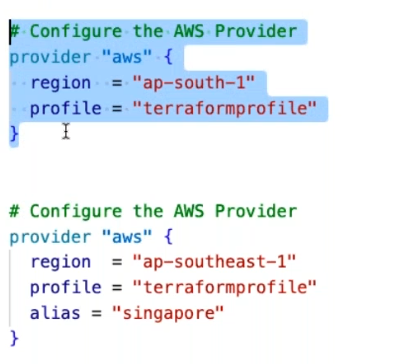 # Configure the AWS Provider
provider "aws" {
  region  = "ap-south-1"
  profile = "terraformprofile"
}
# Configure the AWS Provider
provider "aws" {
  region  = "ap-southeast-1"
  profile = "terraformprofile"
  alias = "singapore"
}